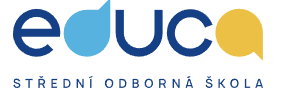 educa
STŘEDNÍ ODBORNÁ ŠKOLA